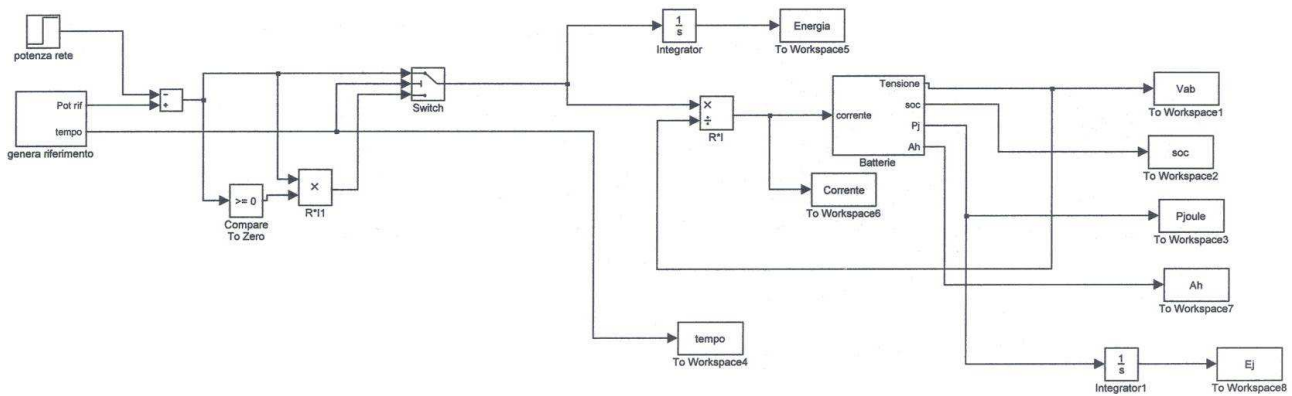 potenza rete
Pot rif
tempo
genera riferimento
−
+
>= 0
Compare
To Zero
×
R*I1
Switch
1
s
Integrator
Energia
To Workspace5
×
÷
R*I
corrente
Tensione
soc
Pj
Ah
Batterie
Corrente
To Workspace6
Vab
To Workspace1
soc
To Workspace2
Pjoule
To Workspace3
Ah
To Workspace7
tempo
To Workspace4
1
s
Integrator1
Ej
To Workspace8